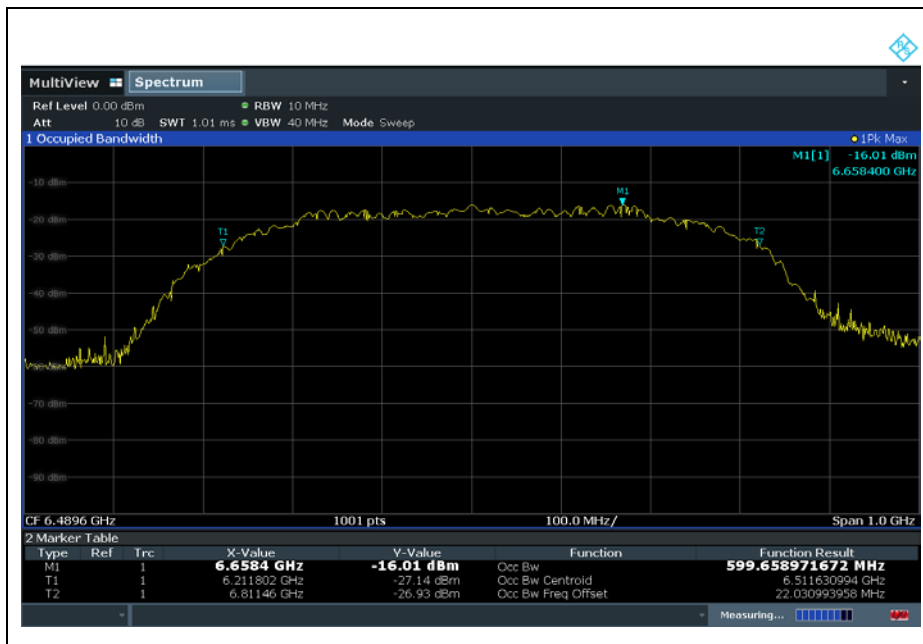 MultiView Spectrum
Ref Level 0.00 dBm RBW 10 MHz
Att 10 dB SWT 1.01 ms VBW 40 MHz Mode Sweep
1 Occupied Bandwidth 1Pk Max
M1[1] -16.01 dBm
6.658400 GHz
-10 dBm
M1
-20 dBm
T1 T2
-30 dBm
-40 dBm
-50 dBm
-70 dBm
-80 dBm
-90 dBm
CF 6.4896 GHz 1001 pts 100.0 MHz/ Span 1.0 GHz
2 Marker Table
Type Ref Trc X-Value Y-Value Function Function Result
M1 1 6.6584 GHz -16.01 dBm Occ Bw 599.658971672 MHz
T1 1 6.211802 GHz -27.14 dBm Occ Bw Centroid 6.511630994 GHz
T2 1 6.81146 GHz -26.93 dBm Occ Bw Freq Offset 22.030993958 MHz
Measuring...